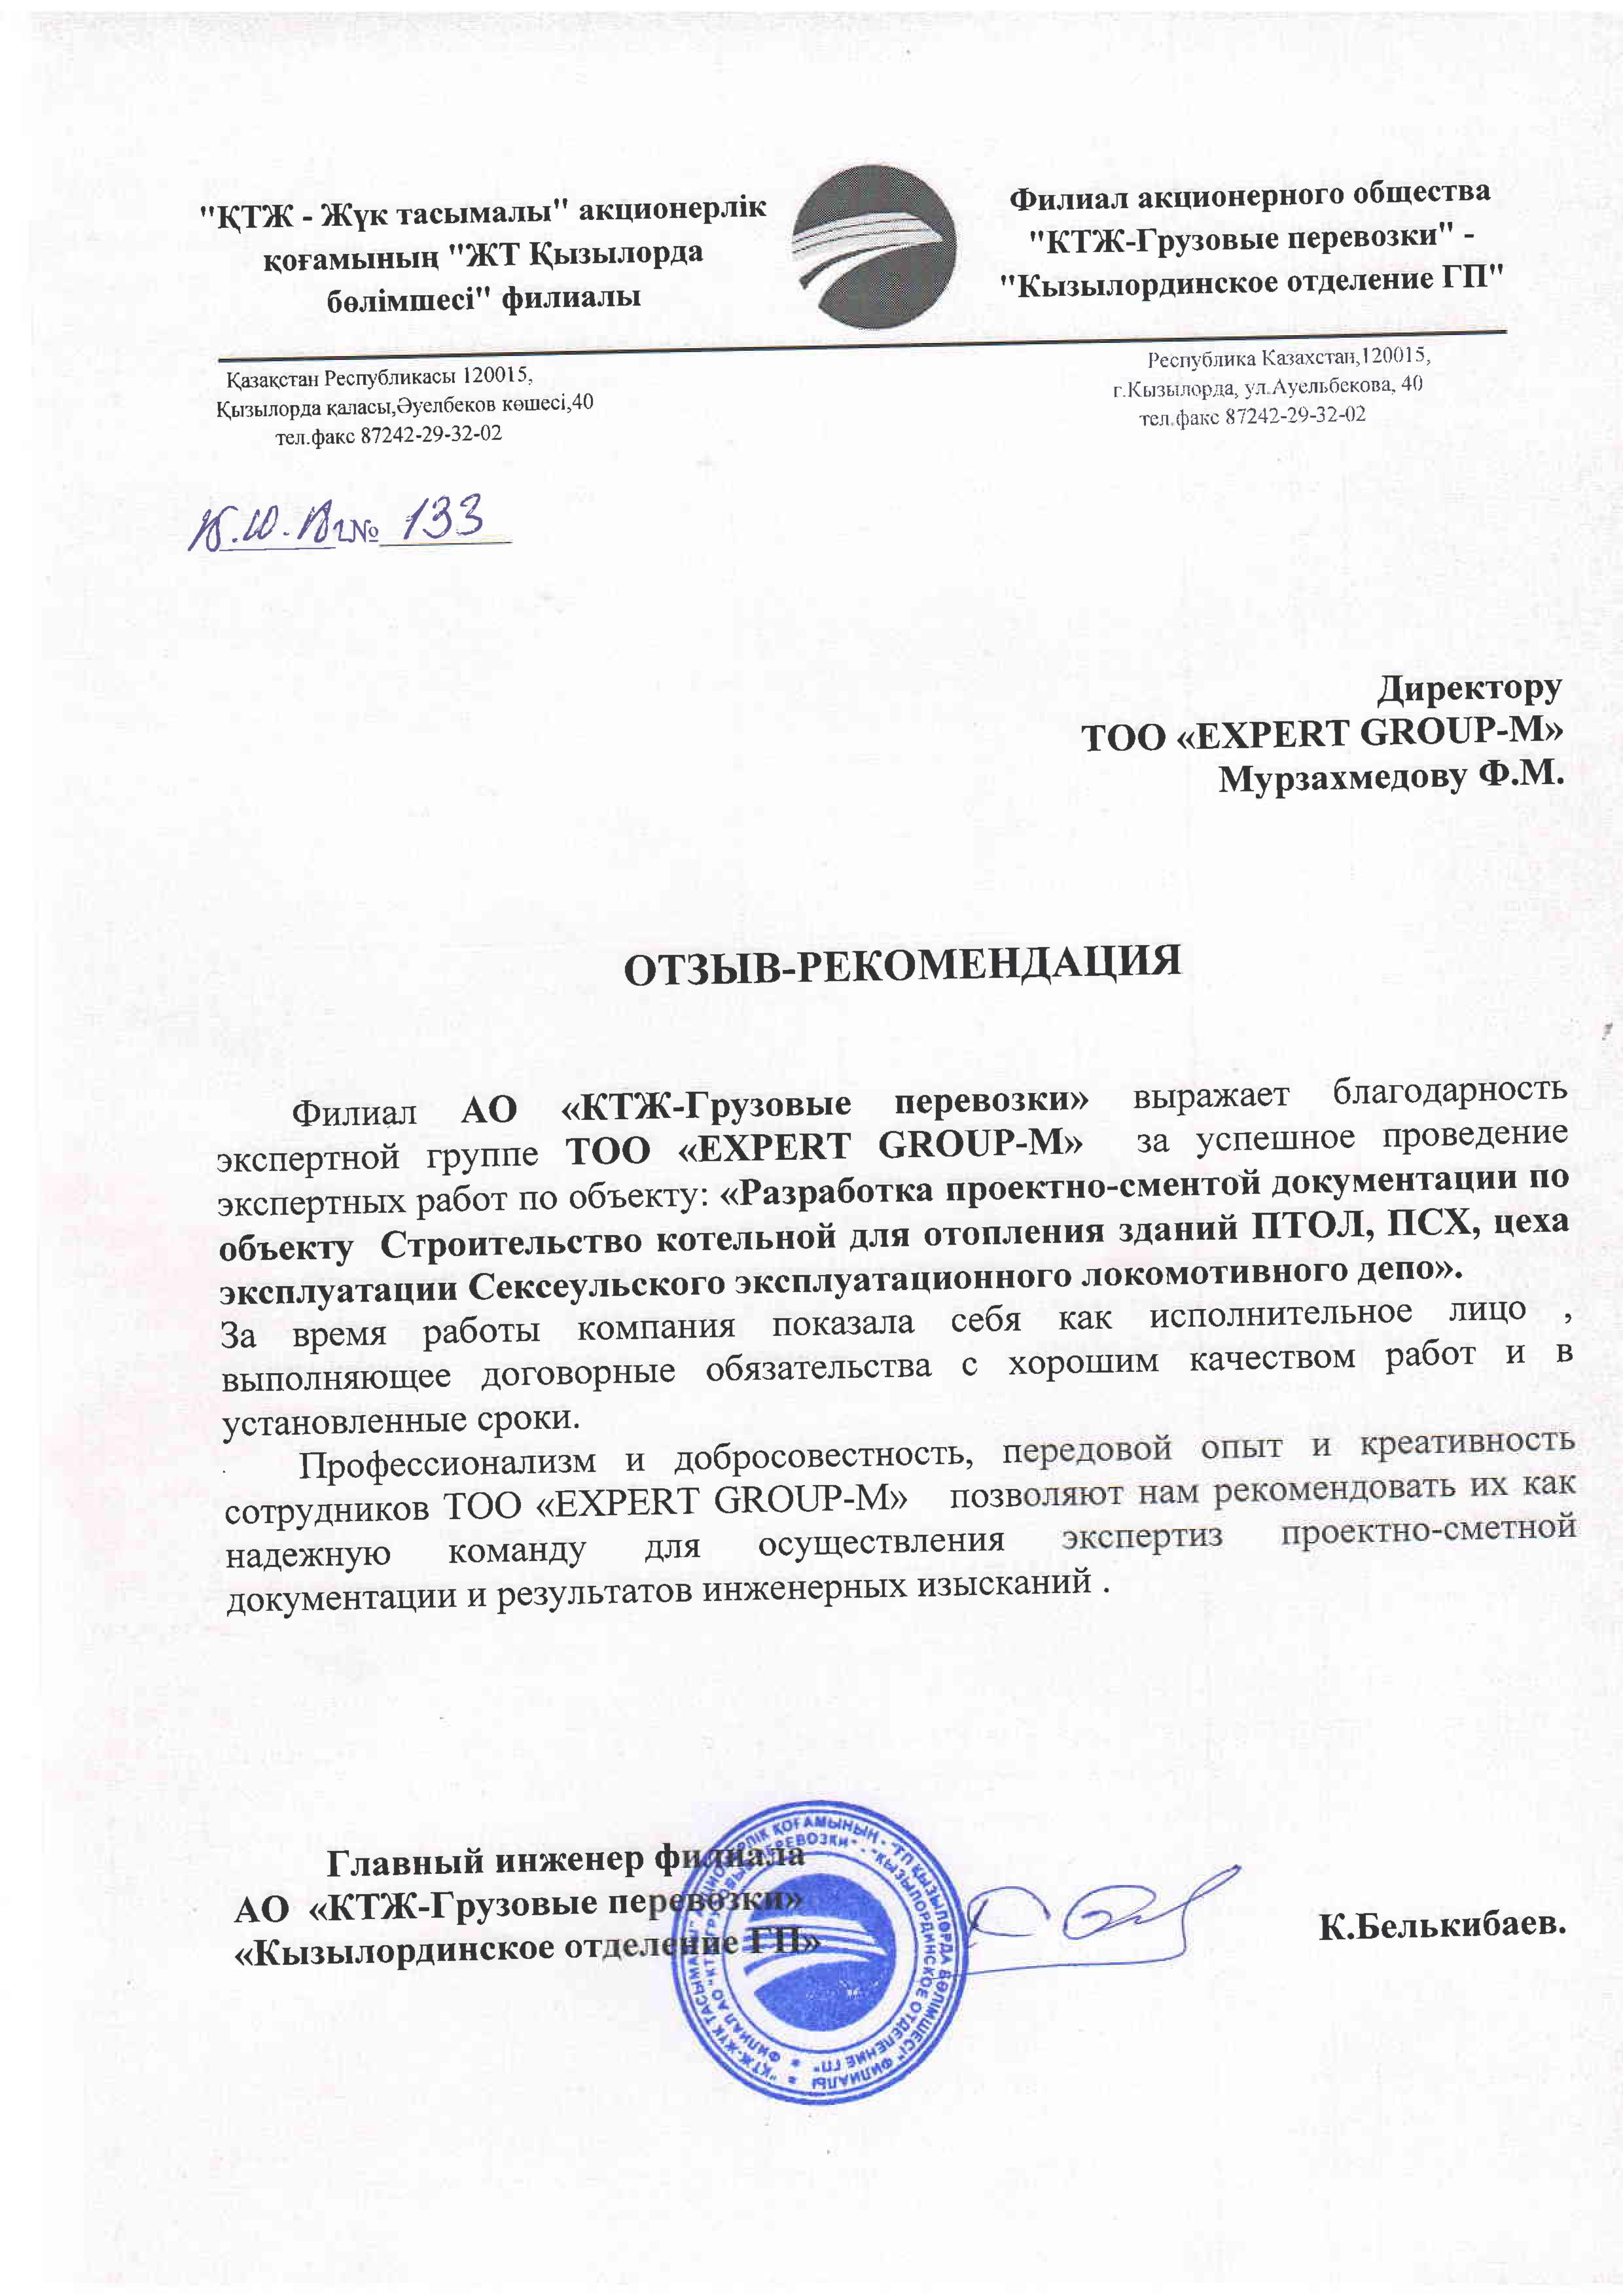 "ҚТЖ - Жүк тасымалы" акционерлік
қоғамының "ЖТ Қызылорда
бөлімшесі" филиалы
Филиал акционерного общества
"КТЖ-Грузовые перевозки" -
"Кызылординское отделение ГП"
Қазақстан Республикасы 120015,
Қызылорда қаласы,Әуелбеков көшесі,40
тел.факс 87242-29-32-02
Республика Казахстан,120015,
г.Кызылорда, ул.Ауельбекова, 40
тел.факс 87242-29-32-02
№ 133
Директору
ТОО «EXPERT GROUP-M»
Мурзахмедову Ф.М.
ОТЗЫВ-РЕКОМЕНДАЦИЯ
Филиал АО «КТЖ-Грузовые перевозки» выражает благодарность
экспертной группе ТОО «EXPERT GROUP-M» за успешное проведение
экспертных работ по объекту: «Разработка проектно-сментой документации по
объекту Строительство котельной для отопления зданий ПТОЛ, ПСХ, цеха
эксплуатации Сексеульского эксплуатационного локомотивного депо».
За время работы компания показала себя как исполнительное лицо ,
выполняющее договорные обязательства с хорошим качеством работ и в
установленные сроки.
Профессионализм и добросовестность, передовой опыт и креативность
сотрудников ТОО «EXPERT GROUP-M» позволяют нам рекомендовать их как
надежную команду для осуществления экспертиз проектно-сметной
документации и результатов инженерных изысканий .
Главный инженер филиала
АО «КТЖ-Грузовые перевозки»
«Кызылординское отделение ГП»
К.Белькибаев.
"ҚТЖ-ЖҮК ТАСЫМАЛЫ" АКЦИОНЕРЛІК ҚОҒАМЫНЫҢ - "ТП ҚЫЗЫЛОРДА БӨЛІМШЕСІ" ФИЛИАЛЫ
ФИЛИАЛ АО "КТЖ-ГРУЗОВЫЕ ПЕРЕВОЗКИ" - "КЫЗЫЛОРДИНСКОЕ ОТДЕЛЕНИЕ ГП"